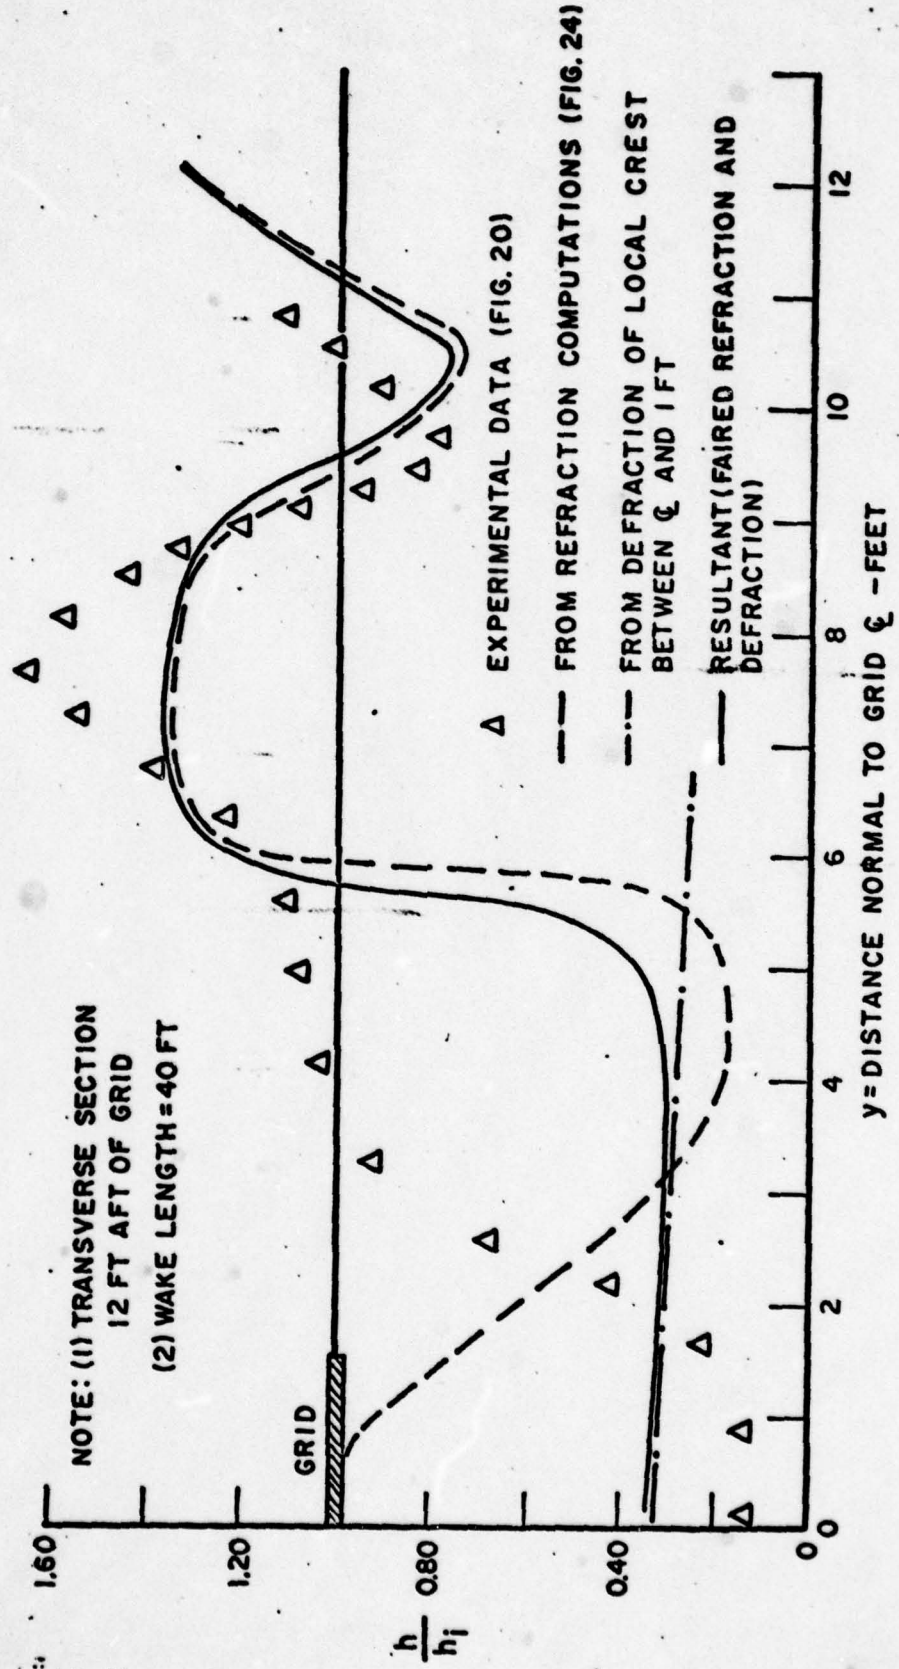 NOTE: (1) TRANSVERSE SECTION
12 FT AFT OF GRID
(2) WAKE LENGTH = 40 FT
GRID
1.60
1.20
0.80
0.40
0
h
hi
0
2
4
6
8
10
12
y = DISTANCE NORMAL TO GRID ℄ - FEET
Δ EXPERIMENTAL DATA (FIG. 20)
FROM REFRACTION COMPUTATIONS (FIG. 24)
FROM DEFRACTION OF LOCAL CREST
BETWEEN ℄ AND 1 FT
RESULTANT (FAIRED REFRACTION AND
DEFRACTION)